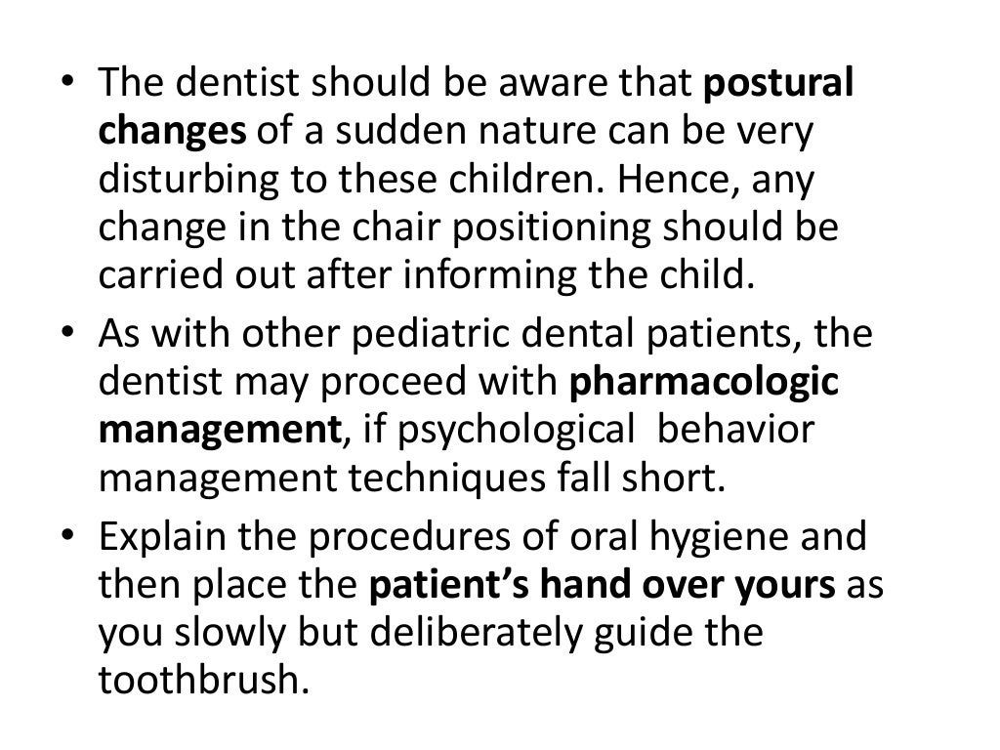 • The dentist should be aware that postural
changes of a sudden nature can be very
disturbing to these children. Hence, any
change in the chair positioning should be
carried out after informing the child.
• As with other pediatric dental patients, the
dentist may proceed with pharmacologic
management, if psychological  behavior
management techniques fall short.
• Explain the procedures of oral hygiene and
then place the patient’s hand over yours as
you slowly but deliberately guide the
toothbrush.